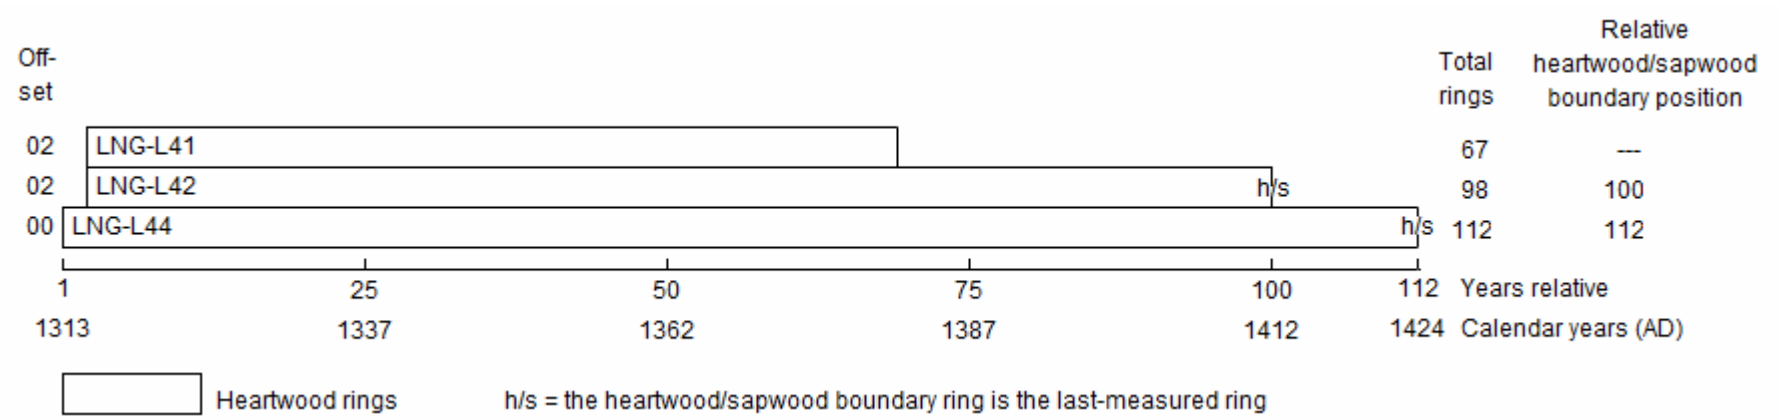 Relative
Off-
Total heartwood/sapwood
set
rings boundary position
02 LNG-L41 67 ---
02 LNG-L42 h/s 98 100
00 LNG-L44 h/s 112 112
1 25 50 75 100 112 Years relative
1313 1337 1362 1387 1412 1424 Calendar years (AD)
Heartwood rings h/s = the heartwood/sapwood boundary ring is the last-measured ring